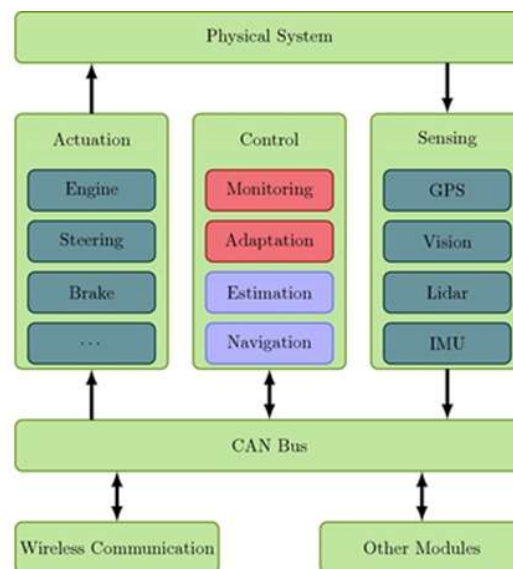 Physical System
Actuation
Engine
Steering
Brake
...
Control
Monitoring
Adaptation
Estimation
Navigation
Sensing
GPS
Vision
Lidar
IMU
CAN Bus
Wireless Communication
Other Modules